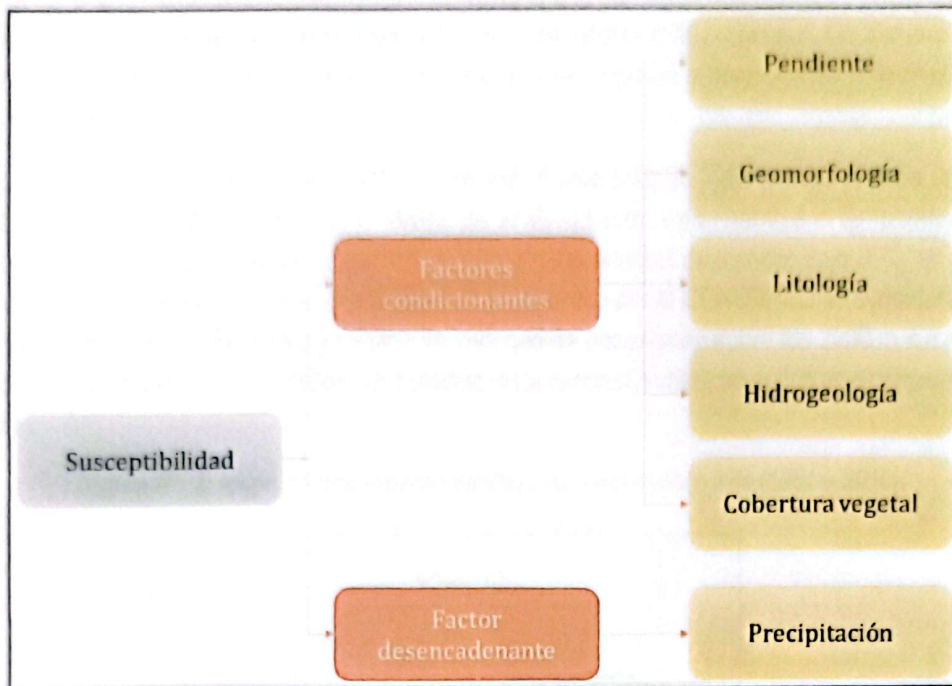 Pendiente
Geomorfología
Factores
condicionantes
Litología
Hidrogeología
Susceptibilidad
Cobertura vegetal
Factor
desencadenante
Precipitación